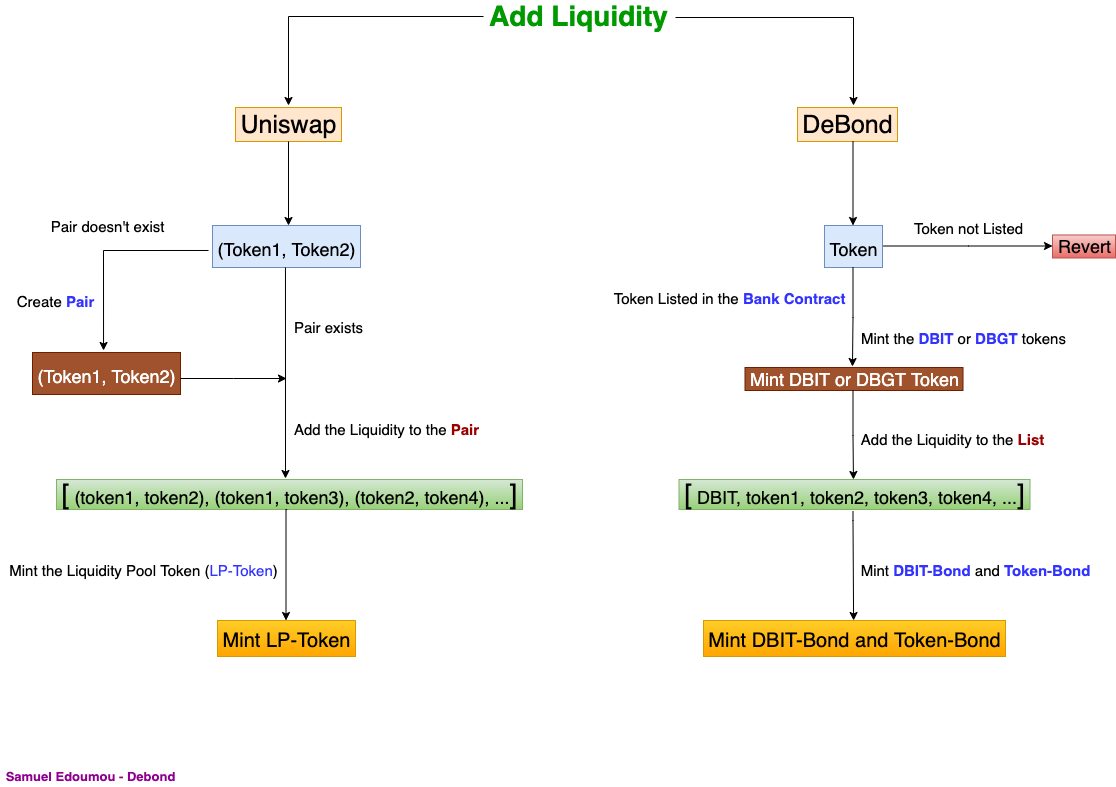 Add Liquidity
Uniswap
DeBond
Pair doesn't exist
(Token1, Token2)
Token
Token not Listed
Revert
Create Pair
Token Listed in the Bank Contract
Pair exists
Mint the DBIT or DBGT tokens
(Token1, Token2)
Mint DBIT or DBGT Token
Add the Liquidity to the Pair
Add the Liquidity to the List
[ (token1, token2), (token1, token3), (token2, token4), ...]
[ DBIT, token1, token2, token3, token4, ...]
Mint the Liquidity Pool Token (LP-Token)
Mint DBIT-Bond and Token-Bond
Mint LP-Token
Mint DBIT-Bond and Token-Bond
Samuel Edoumou - Debond